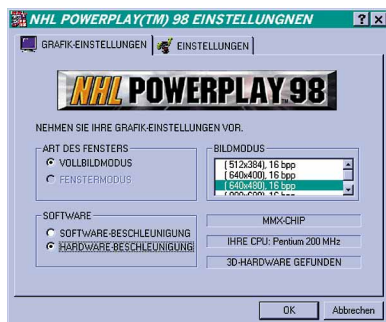 NHL POWERPLAY(TM) 98 EINSTELLUNGNEN
GRAFIK-EINSTELLUNGEN
EINSTELLUNGEN
NHL POWERPLAY 98
NEHMEN SIE IHRE GRAFIK-EINSTELLUNGEN VOR.
ART DES FENSTERS
VOLLBILDMODUS
FENSTERMODUS
BILDMODUS
(512x384), 16 bpp
(640x400), 16 bpp
(640x480), 16 bpp
SOFTWARE
SOFTWARE-BESCHLEUNIGUNG
HARDWARE-BESCHLEUNIGUNG
MMX-CHIP
IHRE CPU: Pentium 200 MHz
3D-HARDWARE GEFUNDEN
OK
Abbrechen